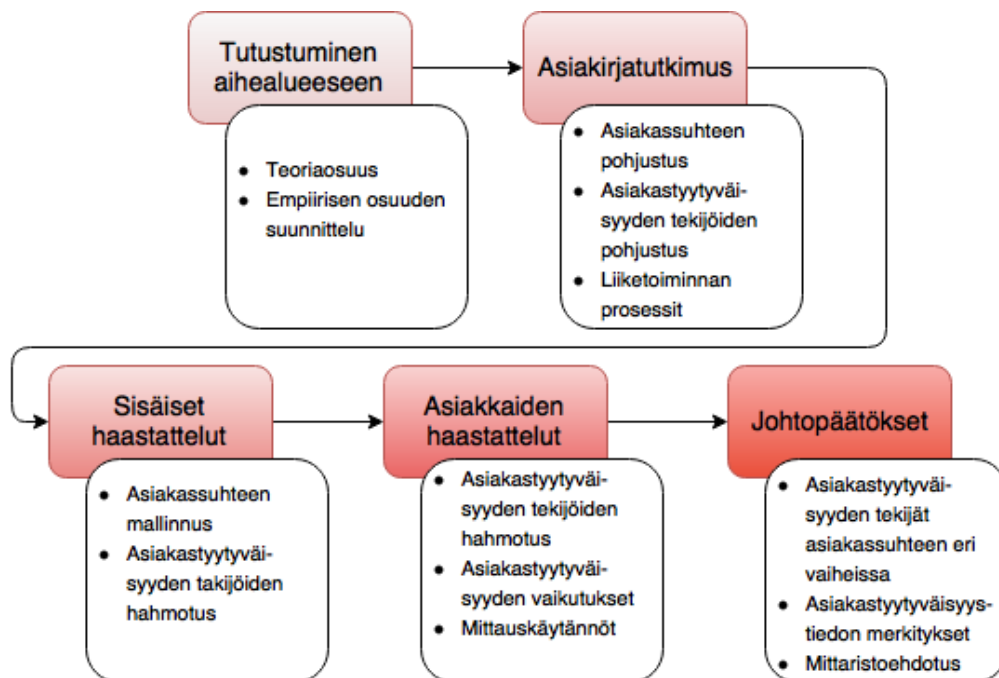 Tutustuminen
aihealueeseen
● Teoriaosuus
● Empiirisen osuuden
suunnittelu
Asiakirjatutkimus
● Asiakassuhteen
pohjustus
● Asiakastyytyväi-
syyden tekijöiden
pohjustus
● Liiketoiminnan
prosessit
Sisäiset
haastattelut
● Asiakassuhteen
mallinnus
● Asiakastyytyväi-
syyden takijöiden
hahmotus
Asiakkaiden
haastattelut
● Asiakastyytyväi-
syyden tekijöiden
hahmotus
● Asiakastyytyväi-
syyden vaikutukset
● Mittauskäytännöt
Johtopäätökset
● Asiakastyytyväi-
syyden tekijät
asiakassuhteen eri
vaiheissa
● Asiakastyytyväisyys-
tiedon merkitykset
● Mittaristoehdotus